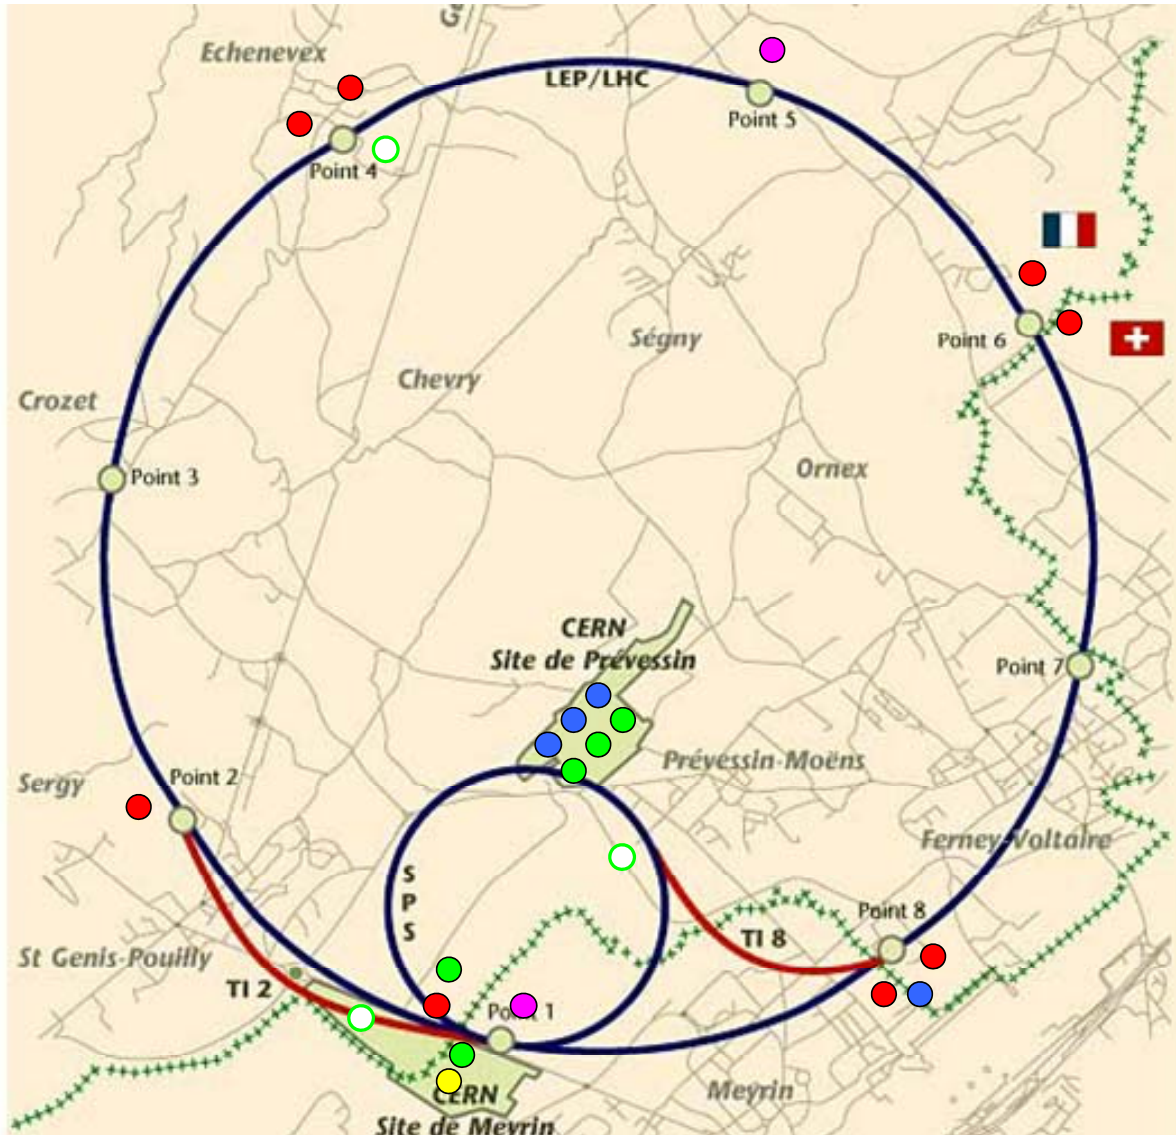 Echenevex
LEP/LHC
Point 5
Point 4
Point 6
Ségny
Chevry
Crozet
Ornex
Point 3
CERN
Site de Prévessin
Point 7
Prévessin-Moëns
Point 2
Sergy
Ferney-Voltaire
S
P
S
Point 8
TI 8
St Genis-Pouilly
TI 2
Point 1
Meyrin
CERN
Site de Meyrin